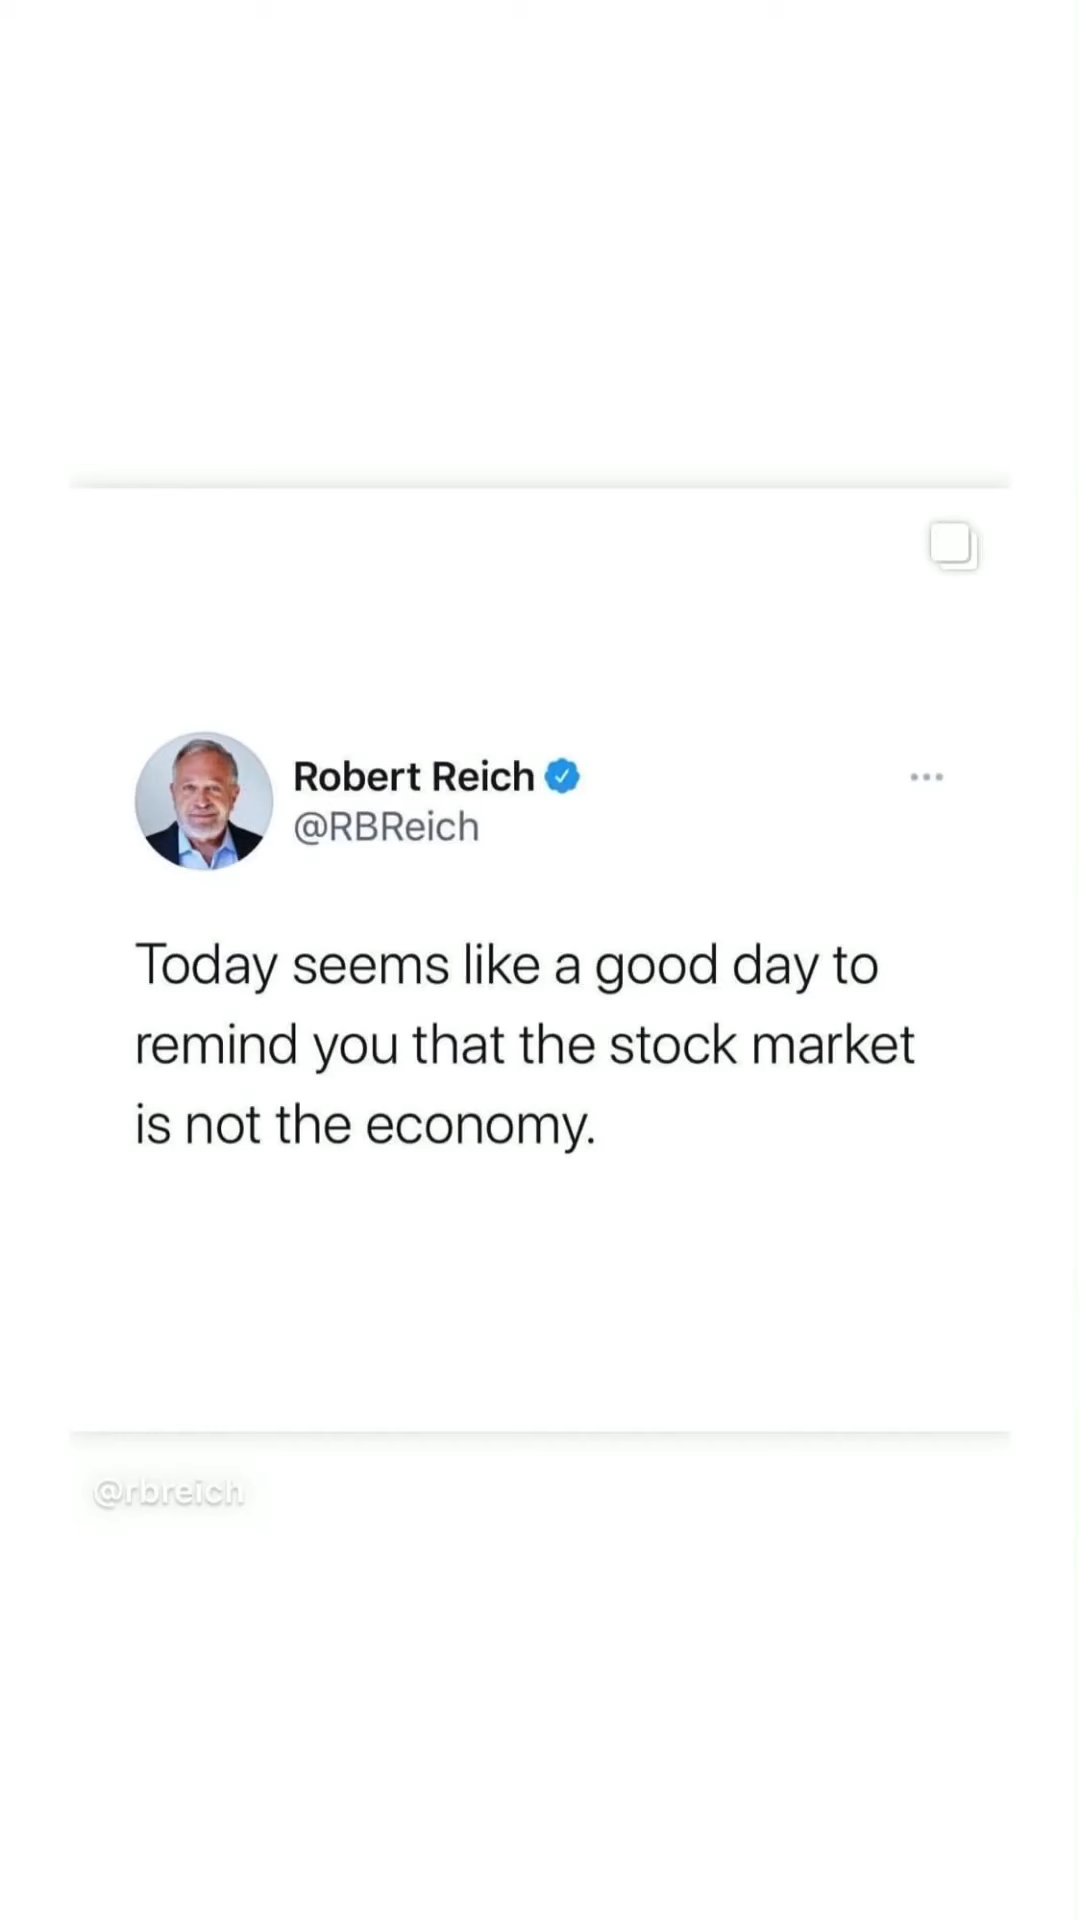 Robert Reich
@RBReich
Today seems like a good day to
remind you that the stock market
is not the economy.
@rbreich